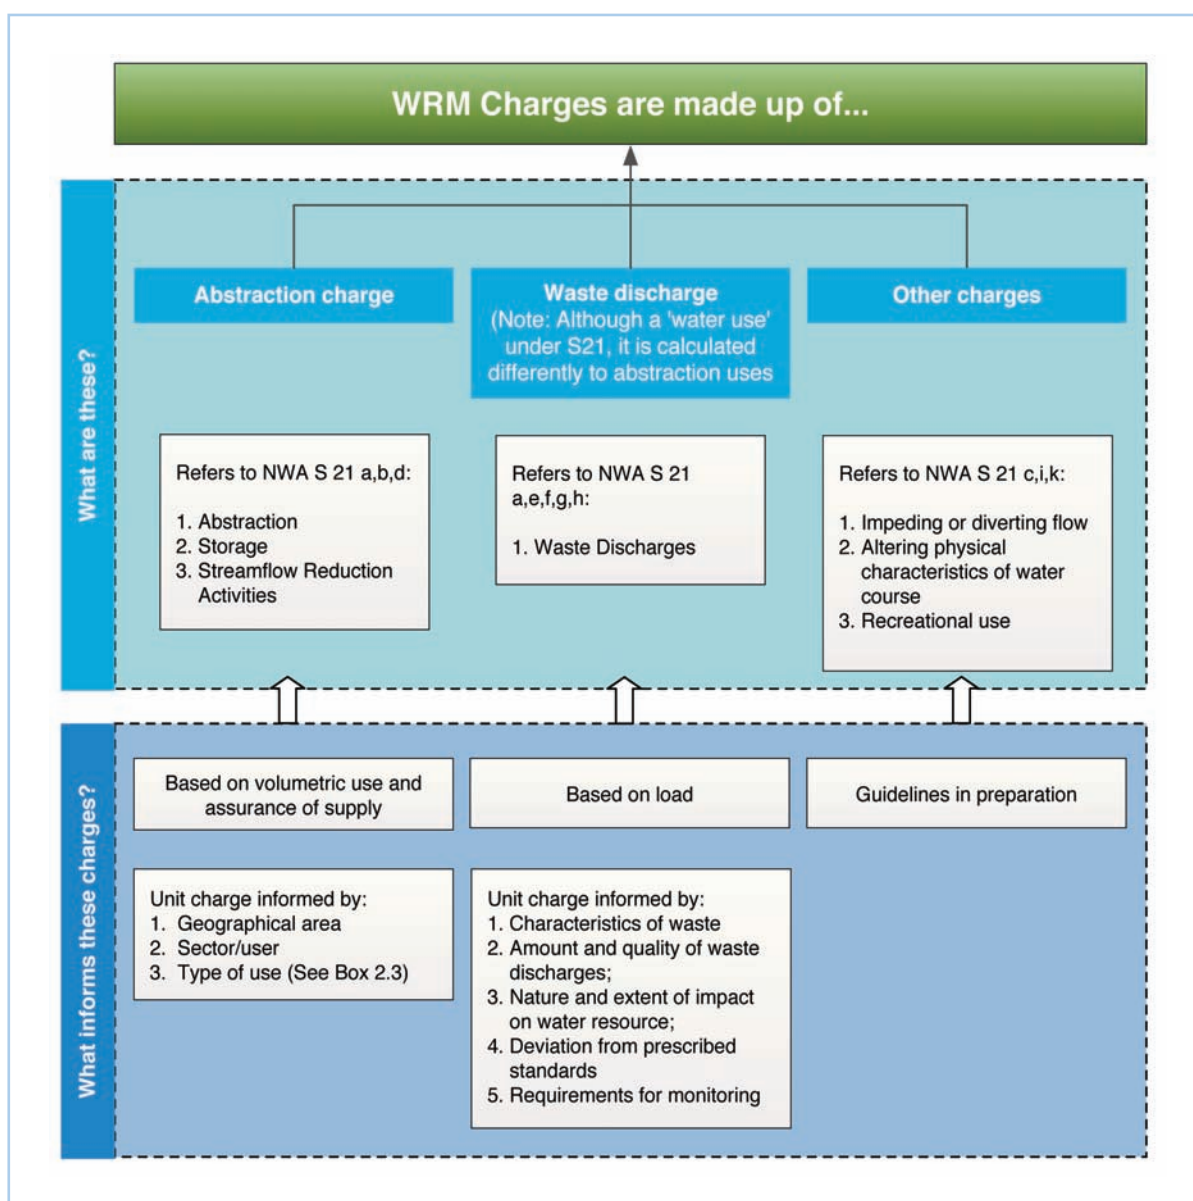 WRM Charges are made up of...
What are these?
Abstraction charge
Waste discharge
(Note: Although a 'water use'
under S21, it is calculated
differently to abstraction uses
Other charges
Refers to NWA S 21 a,b,d:
1. Abstraction
2. Storage
3. Streamflow Reduction
Activities
Refers to NWA S 21
a,e,f,g,h:
1. Waste Discharges
Refers to NWA S 21 c,i,k:
1. Impeding or diverting flow
2. Altering physical
characteristics of water
course
3. Recreational use
What informs these charges?
Based on volumetric use and
assurance of supply
Based on load
Guidelines in preparation
Unit charge informed by:
1. Geographical area
2. Sector/user
3. Type of use (See Box 2.3)
Unit charge informed by:
1. Characteristics of waste
2. Amount and quality of waste
discharges;
3. Nature and extent of impact
on water resource;
4. Deviation from prescribed
standards
5. Requirements for monitoring